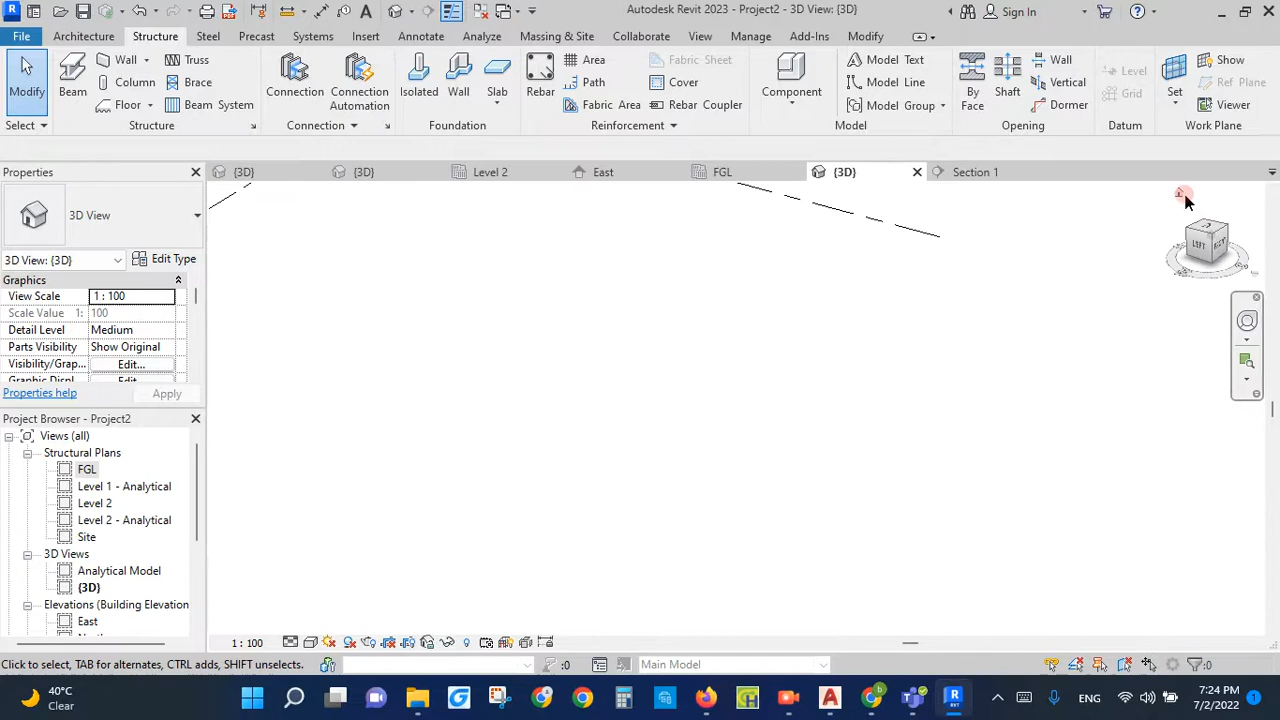 Autodesk Revit 2023 - Project2 - 3D View: {3D}
Sign In
File Architecture Structure Steel Precast Systems Insert Annotate Analyze Massing & Site Collaborate View Manage Add-Ins Modify
Modify
Select
Beam
Wall
Column
Floor
Truss
Brace
Beam System
Structure
Connection
Connection Automation
Connection
Isolated
Wall
Slab
Foundation
Rebar
Area
Path
Fabric Area
Fabric Sheet
Cover
Rebar Coupler
Reinforcement
Component
Model Text
Model Line
Model Group
Model
By Face
Shaft
Wall
Vertical
Dormer
Opening
Level
Grid
Datum
Set
Show
Ref Plane
Viewer
Work Plane
Properties
{3D} {3D} Level 2 East FGL {3D} Section 1
3D View
3D View: {3D} Edit Type
Graphics
View Scale 1 : 100
Scale Value 1: 100
Detail Level Medium
Parts Visibility Show Original
Visibility/Grap... Edit...
Graphic Displ Edit
Properties help Apply
Project Browser - Project2
Views (all)
Structural Plans
FGL
Level 1 - Analytical
Level 2
Level 2 - Analytical
Site
3D Views
Analytical Model
{3D}
Elevations (Building Elevation
East
LEFT
1 : 100
Click to select, TAB for alternates, CTRL adds, SHIFT unselects.
:0
Main Model
:0
40°C
Clear
ENG
7:24 PM
7/2/2022